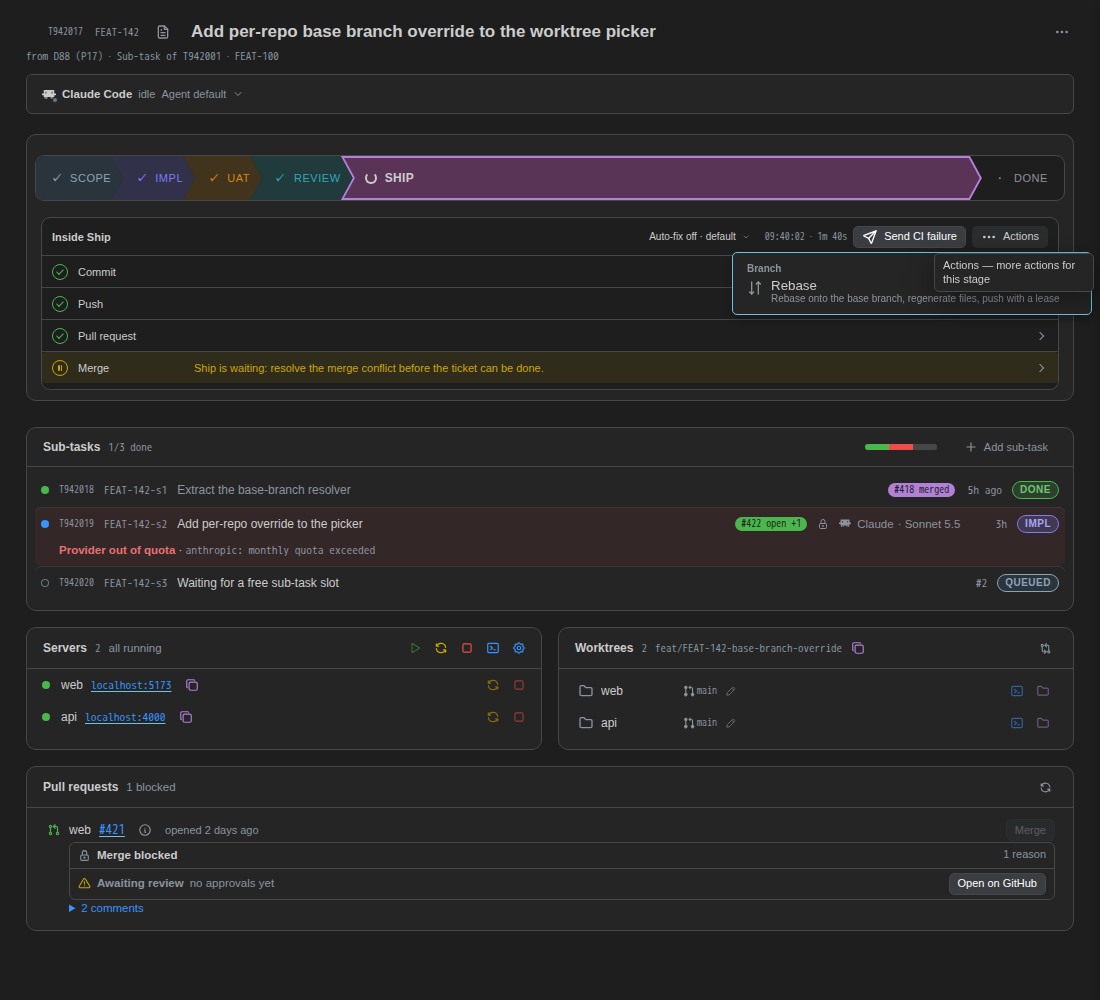 T942017 FEAT-142 Add per-repo base branch override to the worktree picker
from D88 (P17) · Sub-task of T942001 · FEAT-100
Claude Code idle Agent default
SCOPE IMPL UAT REVIEW SHIP DONE
Inside Ship Auto-fix off · default 09:40:02 · 1m 40s Send CI failure Actions
Commit
Push
Pull request
Merge Ship is waiting: resolve the merge conflict before the ticket can be done.
Branch
Rebase
Rebase onto the base branch, regenerate files, push with a lease
Actions — more actions for
this stage
Sub-tasks 1/3 done Add sub-task
T942018 FEAT-142-s1 Extract the base-branch resolver #418 merged 5h ago DONE
T942019 FEAT-142-s2 Add per-repo override to the picker #422 open +1 Claude · Sonnet 5.5 3h IMPL
Provider out of quota · anthropic: monthly quota exceeded
T942020 FEAT-142-s3 Waiting for a free sub-task slot #2 QUEUED
Servers 2 all running
web localhost:5173
api localhost:4000
Worktrees 2 feat/FEAT-142-base-branch-override
web main
api main
Pull requests 1 blocked
web #421 opened 2 days ago Merge
Merge blocked 1 reason
Awaiting review no approvals yet Open on GitHub
2 comments